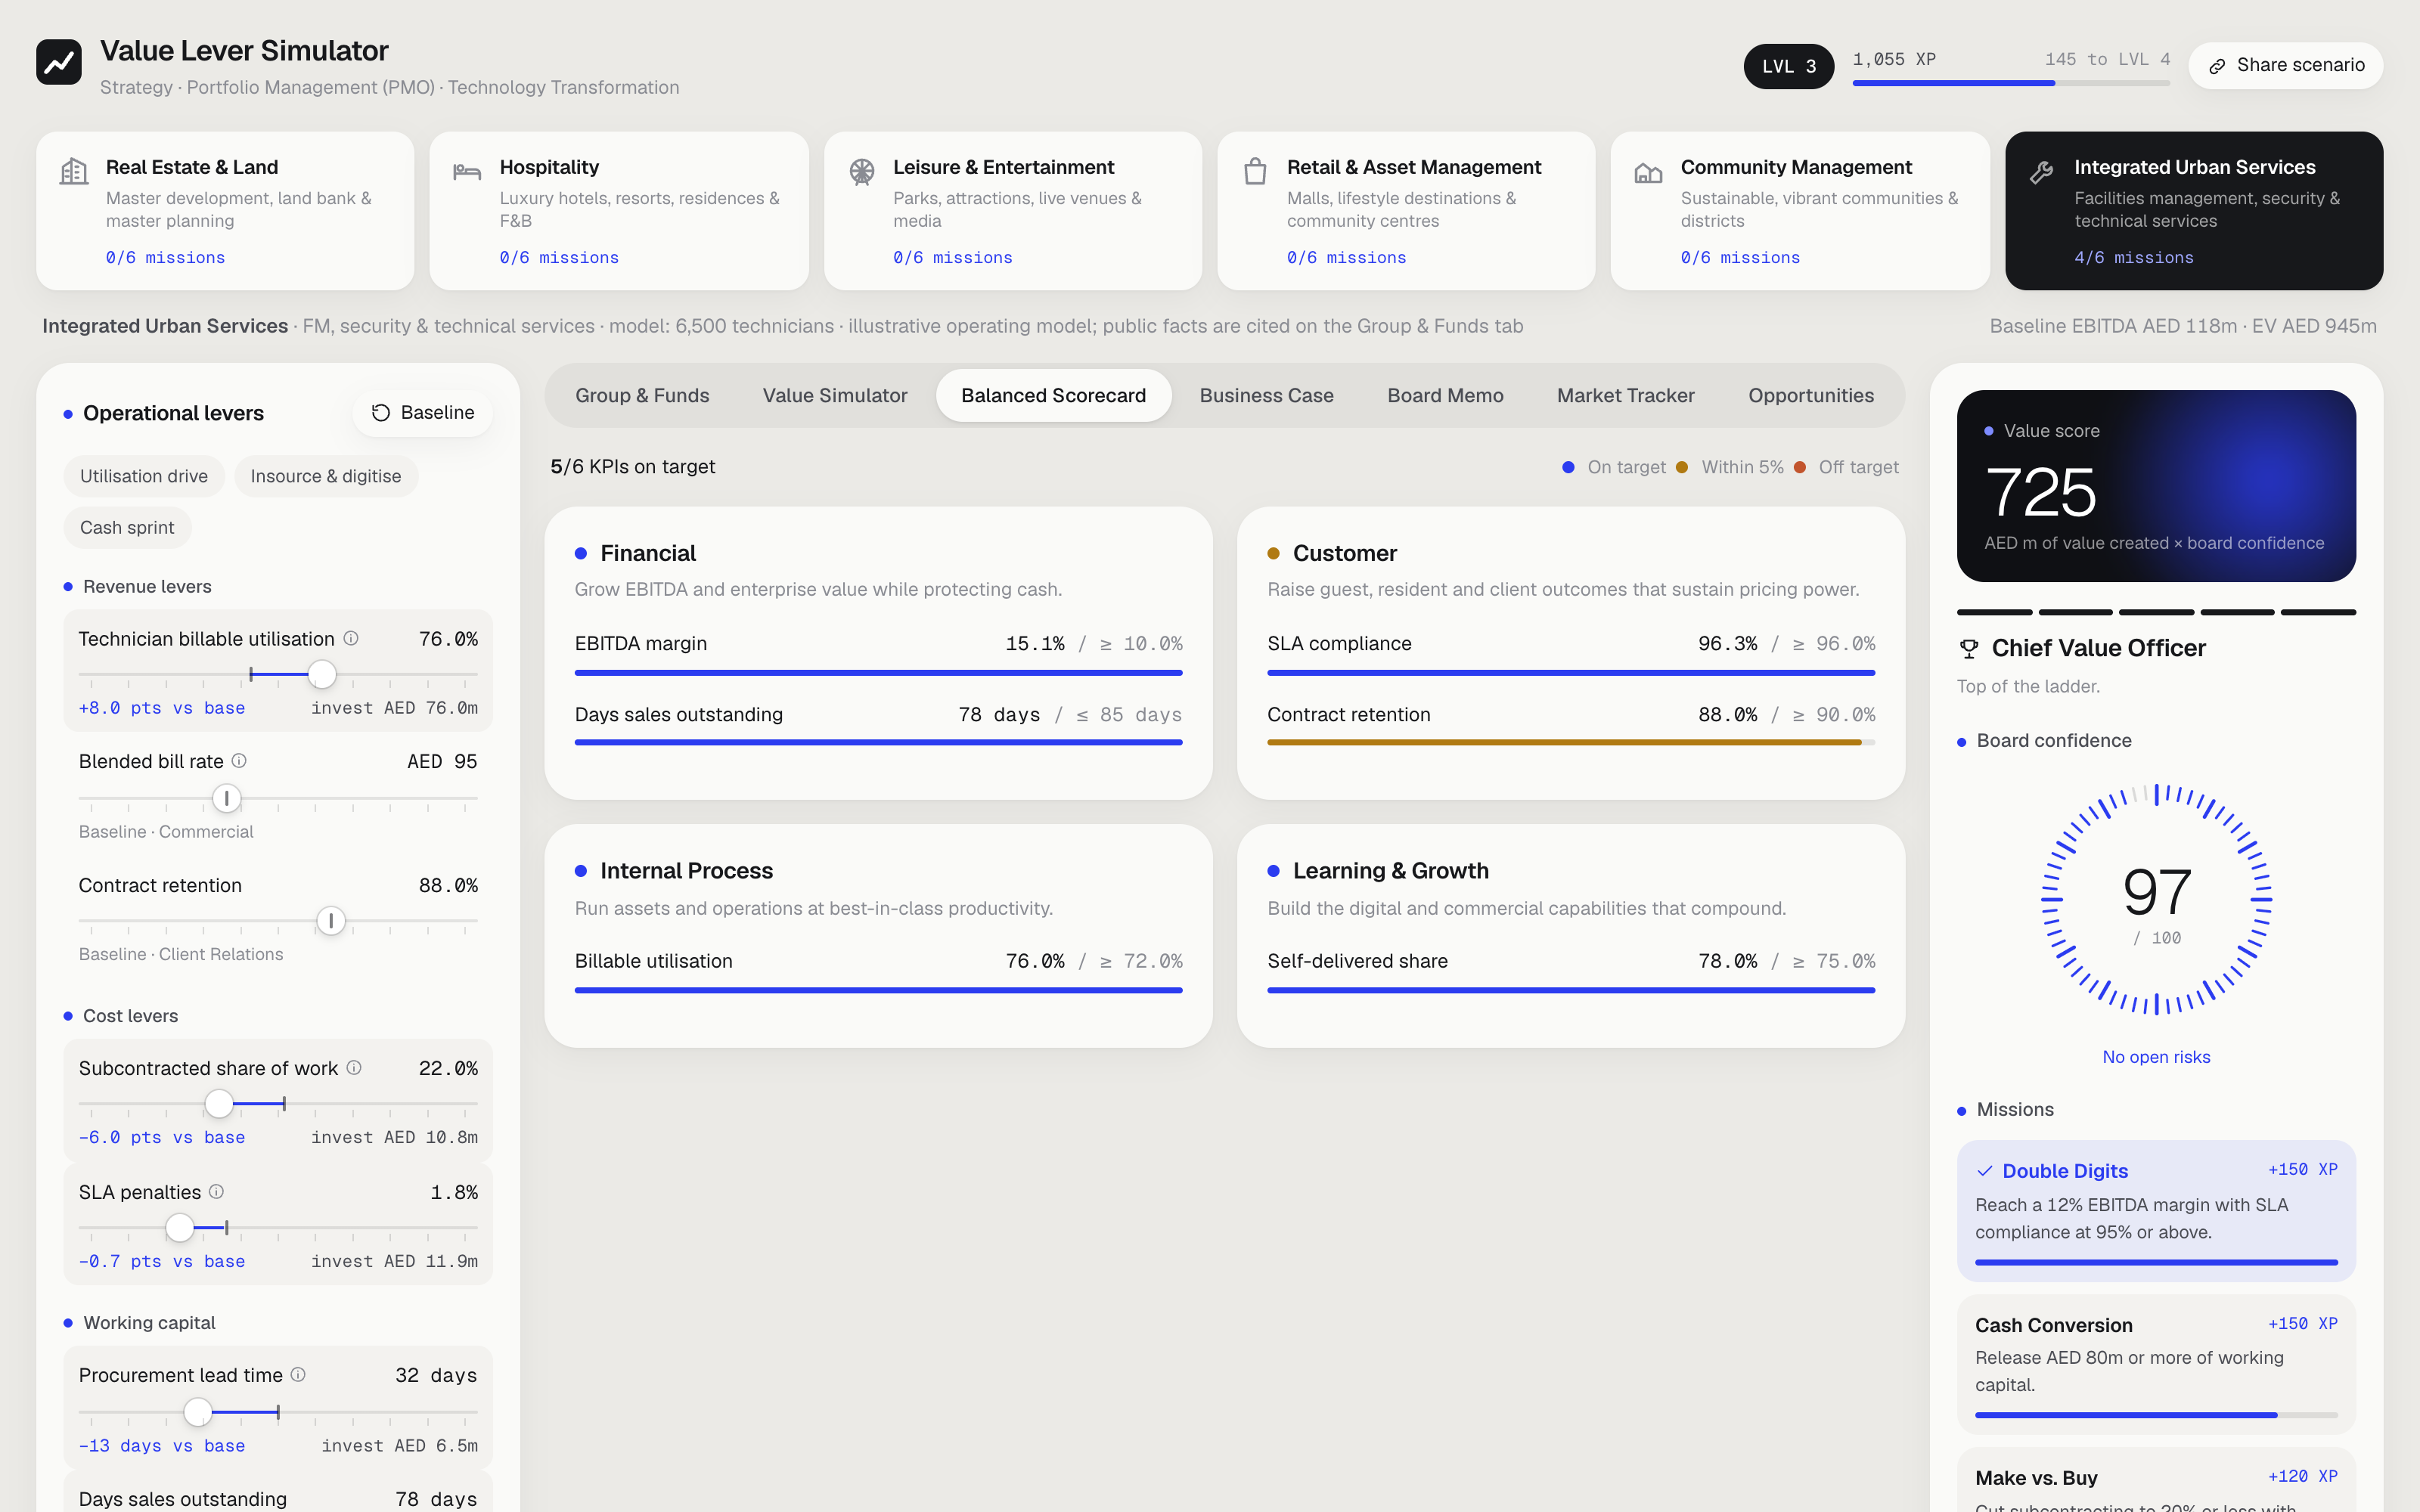 Value Lever Simulator
Strategy · Portfolio Management (PMO) · Technology Transformation
LVL 3
1,055 XP
145 to LVL 4
Share scenario
Real Estate & Land
Master development, land bank &
master planning
0/6 missions
Hospitality
Luxury hotels, resorts, residences &
F&B
0/6 missions
Leisure & Entertainment
Parks, attractions, live venues &
media
0/6 missions
Retail & Asset Management
Malls, lifestyle destinations &
community centres
0/6 missions
Community Management
Sustainable, vibrant communities &
districts
0/6 missions
Integrated Urban Services
Facilities management, security &
technical services
4/6 missions
Integrated Urban Services · FM, security & technical services · model: 6,500 technicians · illustrative operating model; public facts are cited on the Group & Funds tab
Baseline EBITDA AED 118m · EV AED 945m
Operational levers
Baseline
Utilisation drive
Insource & digitise
Cash sprint
Revenue levers
Technician billable utilisation
76.0%
+8.0 pts vs base
invest AED 76.0m
Blended bill rate
AED 95
Baseline · Commercial
Contract retention
88.0%
Baseline · Client Relations
Cost levers
Subcontracted share of work
22.0%
−6.0 pts vs base
invest AED 10.8m
SLA penalties
1.8%
−0.7 pts vs base
invest AED 11.9m
Working capital
Procurement lead time
32 days
−13 days vs base
invest AED 6.5m
Days sales outstanding
78 days
Group & Funds
Value Simulator
Balanced Scorecard
Business Case
Board Memo
Market Tracker
Opportunities
5/6 KPIs on target
On target
Within 5%
Off target
Financial
Grow EBITDA and enterprise value while protecting cash.
EBITDA margin
15.1% / ≥ 10.0%
Days sales outstanding
78 days / ≤ 85 days
Customer
Raise guest, resident and client outcomes that sustain pricing power.
SLA compliance
96.3% / ≥ 96.0%
Contract retention
88.0% / ≥ 90.0%
Internal Process
Run assets and operations at best-in-class productivity.
Billable utilisation
76.0% / ≥ 72.0%
Learning & Growth
Build the digital and commercial capabilities that compound.
Self-delivered share
78.0% / ≥ 75.0%
Value score
725
AED m of value created × board confidence
Chief Value Officer
Top of the ladder.
Board confidence
97
/ 100
No open risks
Missions
Double Digits
+150 XP
Reach a 12% EBITDA margin with SLA
compliance at 95% or above.
Cash Conversion
+150 XP
Release AED 80m or more of working
capital.
Make vs. Buy
+120 XP
Cut subcontracting to 20% or less with